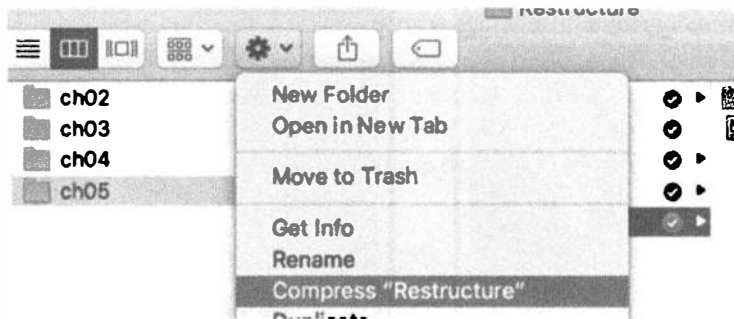 Restructure
ch02
ch03
ch04
ch05
New Folder
Open in New Tab
Move to Trash
Get Info
Rename
Compress "Restructure"
Duplicate